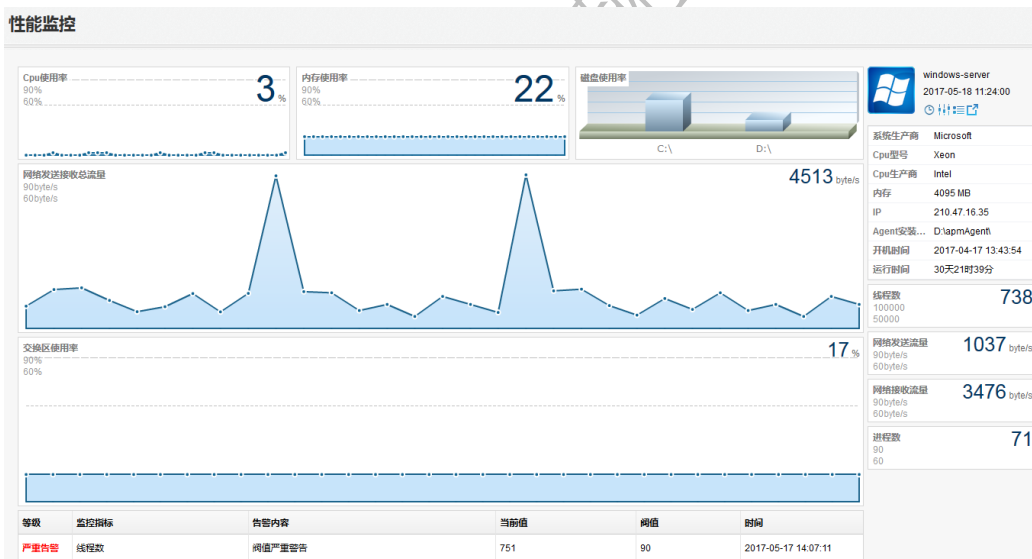 性能监控
Cpu使用率
90%
60%
3 %
内存使用率
90%
60%
22 %
磁盘使用率
C:\
D:\
windows-server
2017-05-18 11:24:00
系统生产商 Microsoft
Cpu型号 Xeon
Cpu生产商 Intel
内存 4095 MB
IP 210.47.16.35
Agent安装... D:\apmAgent\
开机时间 2017-04-17 13:43:54
运行时间 30天21时39分
网络发送接收总流量
90byte/s
60byte/s
4513 byte/s
线程数 738
100000
50000
网络发送流量 1037 byte/s
90byte/s
60byte/s
网络接收流量 3476 byte/s
90byte/s
60byte/s
进程数 71
90
60
交换区使用率
90%
60%
17 %
等级 监控指标 告警内容 当前值 阀值 时间
严重告警 线程数 阀值严重警告 751 90 2017-05-17 14:07:11